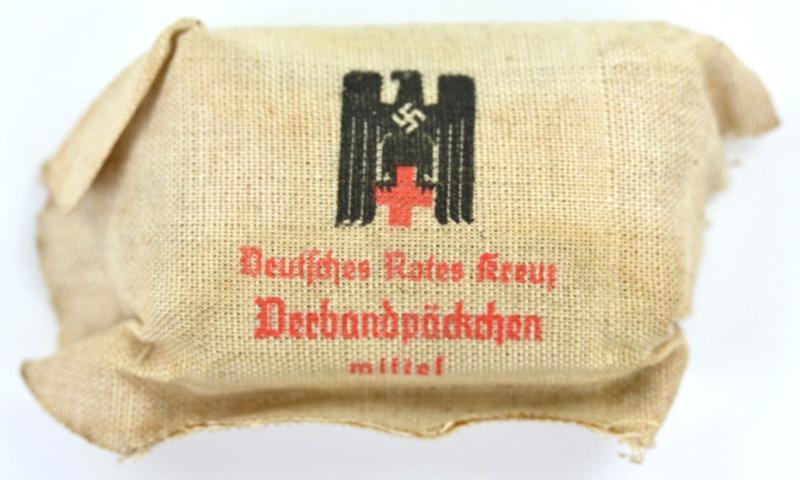 Deutsches Rotes Kreuz
Verbandpäckchen
mittel